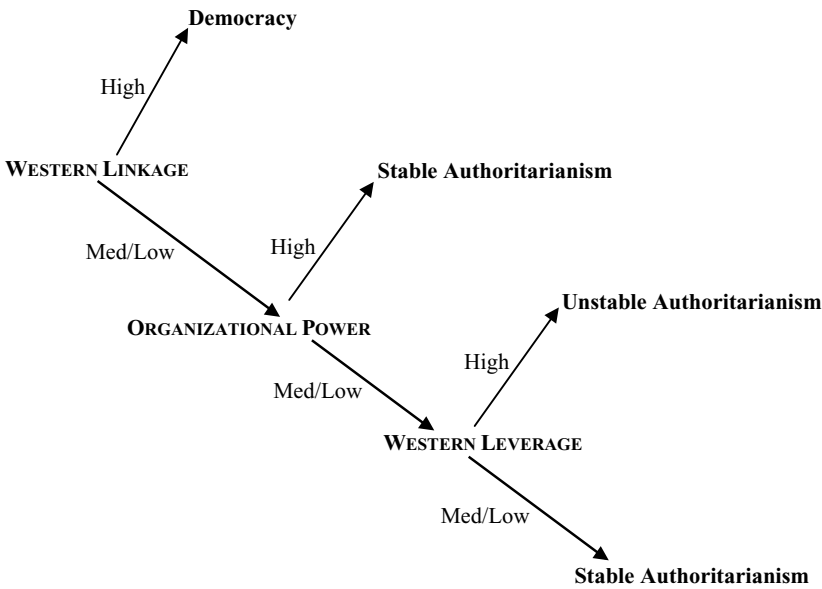 Democracy
High
WESTERN LINKAGE
Stable Authoritarianism
Med/Low
High
Unstable Authoritarianism
ORGANIZATIONAL POWER
High
Med/Low
WESTERN LEVERAGE
Med/Low
Stable Authoritarianism